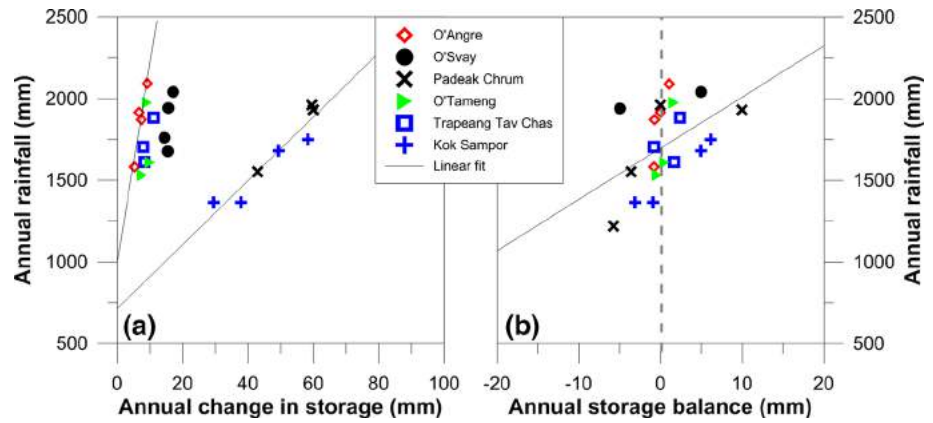 2500
2000
1500
1000
500
Annual rainfall (mm)
(a)
0 20 40 60 80 100
Annual change in storage (mm)
O'Angre
O'Svay
Padeak Chrum
O'Tameng
Trapeang Tav Chas
Kok Sampor
Linear fit
(b)
-20 -10 0 10 20
Annual storage balance (mm)
2500
2000
1500
1000
500
Annual rainfall (mm)